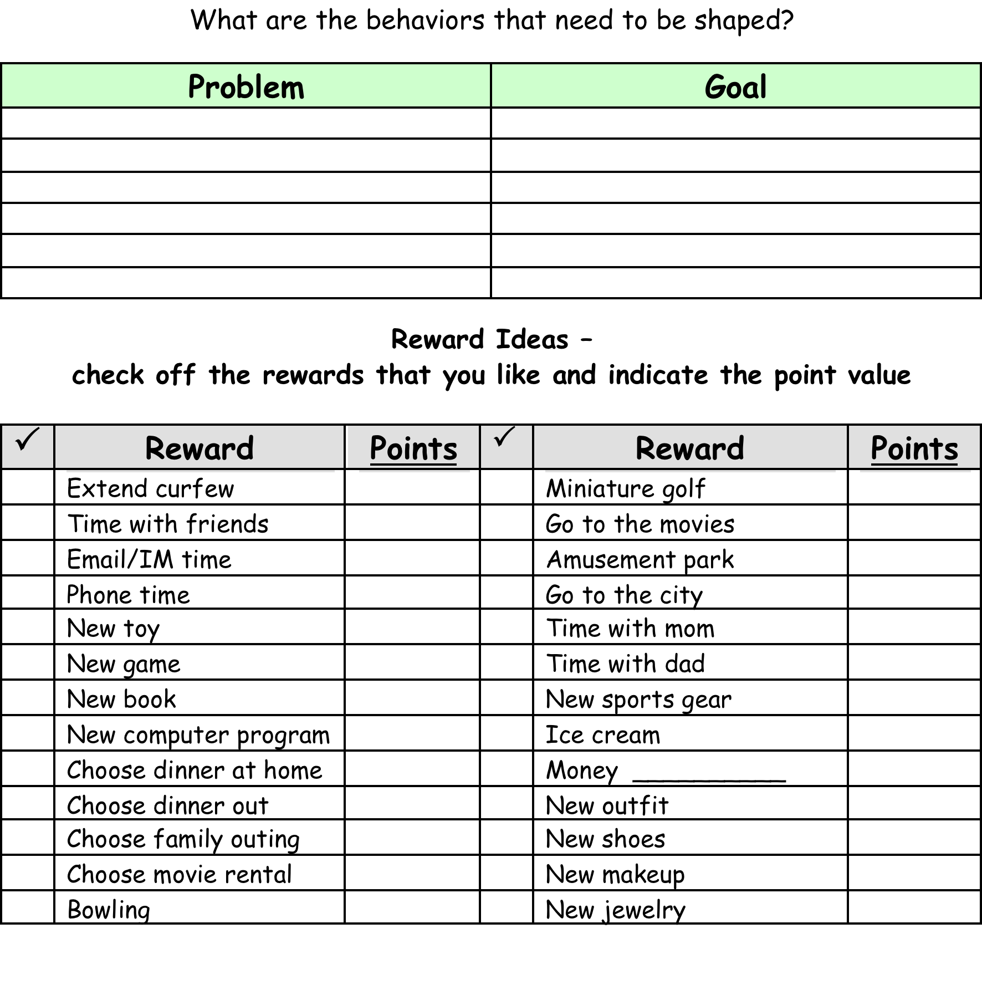 What are the behaviors that need to be shaped?
Problem Goal
Reward Ideas –
check off the rewards that you like and indicate the point value
✓ Reward Points ✓ Reward Points
Extend curfew Miniature golf
Time with friends Go to the movies
Email/IM time Amusement park
Phone time Go to the city
New toy Time with mom
New game Time with dad
New book New sports gear
New computer program Ice cream
Choose dinner at home Money __________
Choose dinner out New outfit
Choose family outing New shoes
Choose movie rental New makeup
Bowling New jewelry